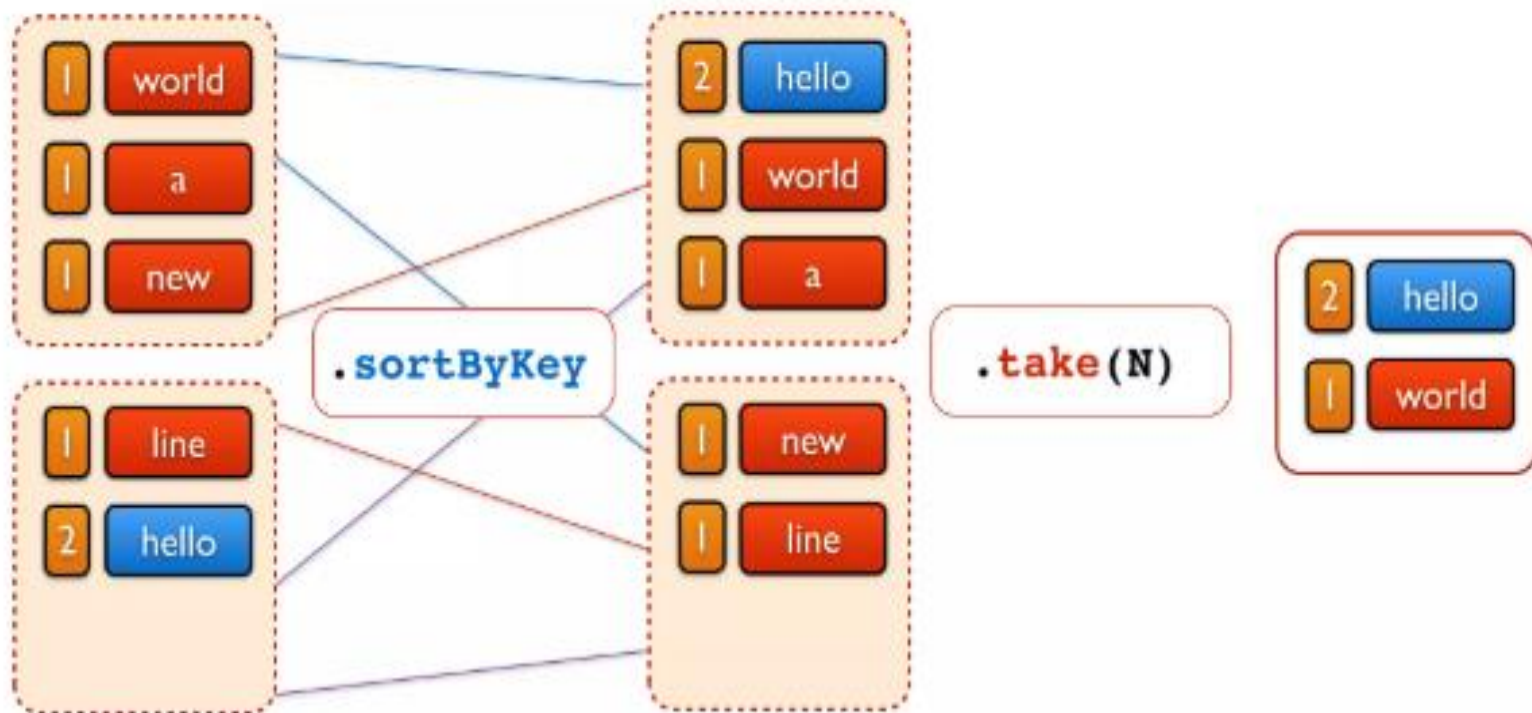 1 world
1 a
1 new
1 line
2 hello
.sortByKey
2 hello
1 world
1 a
1 new
1 line
.take(N)
2 hello
1 world